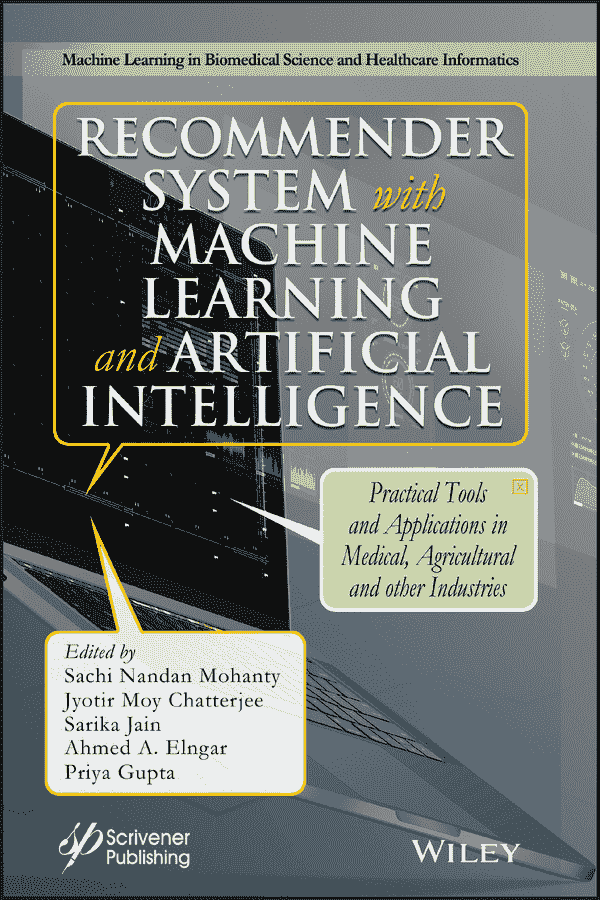 Machine Learning in Biomedical Science and Healthcare Informatics
RECOMMENDER
SYSTEM with
MACHINE
LEARNING
and ARTIFICIAL
INTELLIGENCE
Practical Tools
and Applications in
Medical, Agricultural
and other Industries
Edited by
Sachi Nandan Mohanty
Jyotir Moy Chatterjee
Sarika Jain
Ahmed A. Elngar
Priya Gupta
Scrivener
Publishing
WILEY